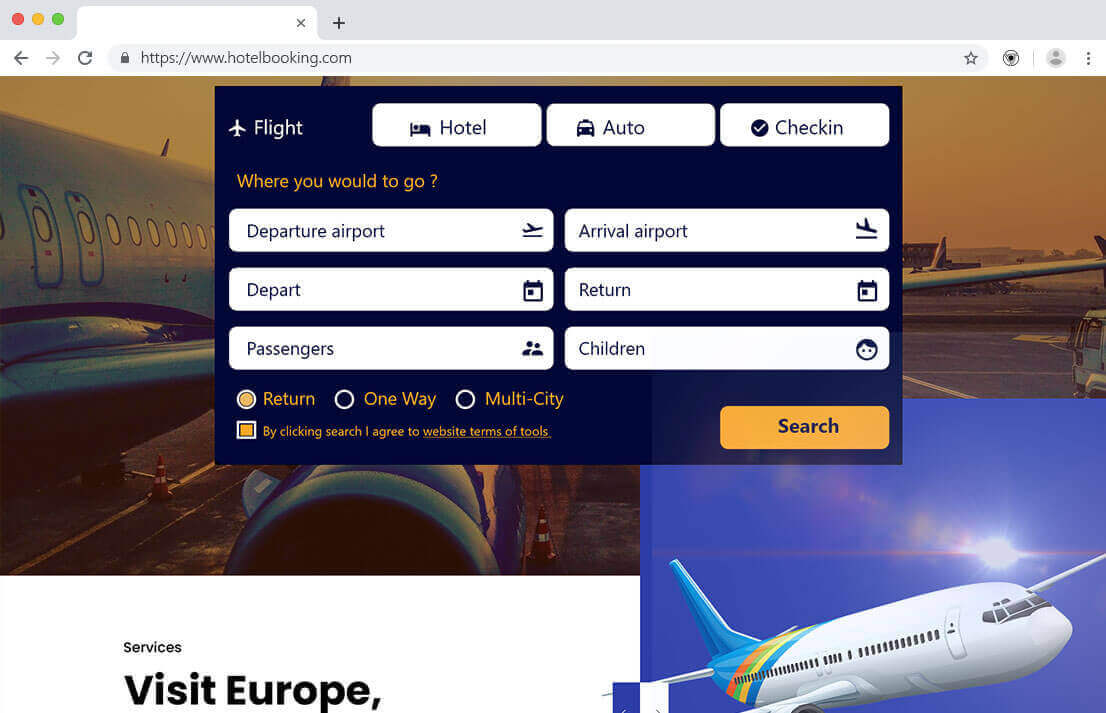 https://www.hotelbooking.com
Flight Hotel Auto Checkin
Where you would to go ?
Departure airport Arrival airport
Depart Return
Passengers Children
Return One Way Multi-City
By clicking search I agree to website terms of tools
Search
Services
Visit Europe,